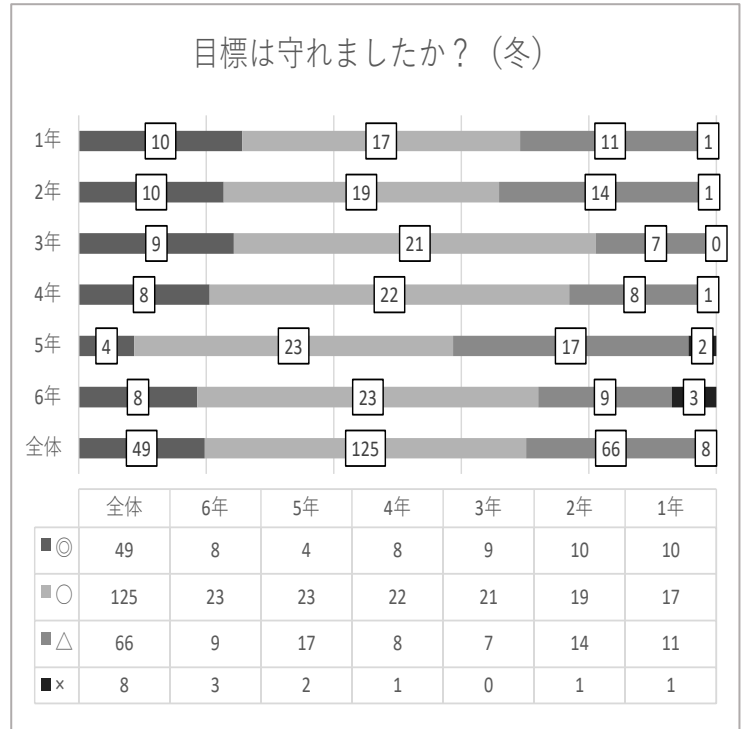 目標は守れましたか？（冬）
1年 10 17 11 1
2年 10 19 14 1
3年 9 21 7 0
4年 8 22 8 1
5年 4 23 17 2
6年 8 23 9 3
全体 49 125 66 8
全体 6年 5年 4年 3年 2年 1年
◎ 49 8 4 8 9 10 10
○ 125 23 23 22 21 19 17
△ 66 9 17 8 7 14 11
× 8 3 2 1 0 1 1